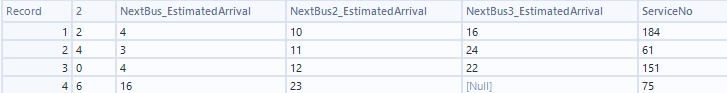 Record 2 NextBus_EstimatedArrival NextBus2_EstimatedArrival NextBus3_EstimatedArrival ServiceNo
1 2 4 10 16 184
2 4 3 11 24 61
3 0 4 12 22 151
4 6 16 23 [Null] 75